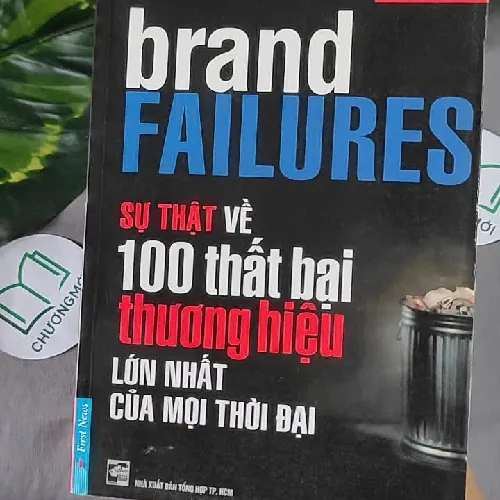 brand
FAILURES
SỰ THẬT VỀ
100 thất bại
thương hiệu
LỚN NHẤT
CỦA MỌI THỜI ĐẠI
First News
NHÀ XUẤT BẢN TỔNG HỢP TP. HCM
CHƯƠNGMỚI